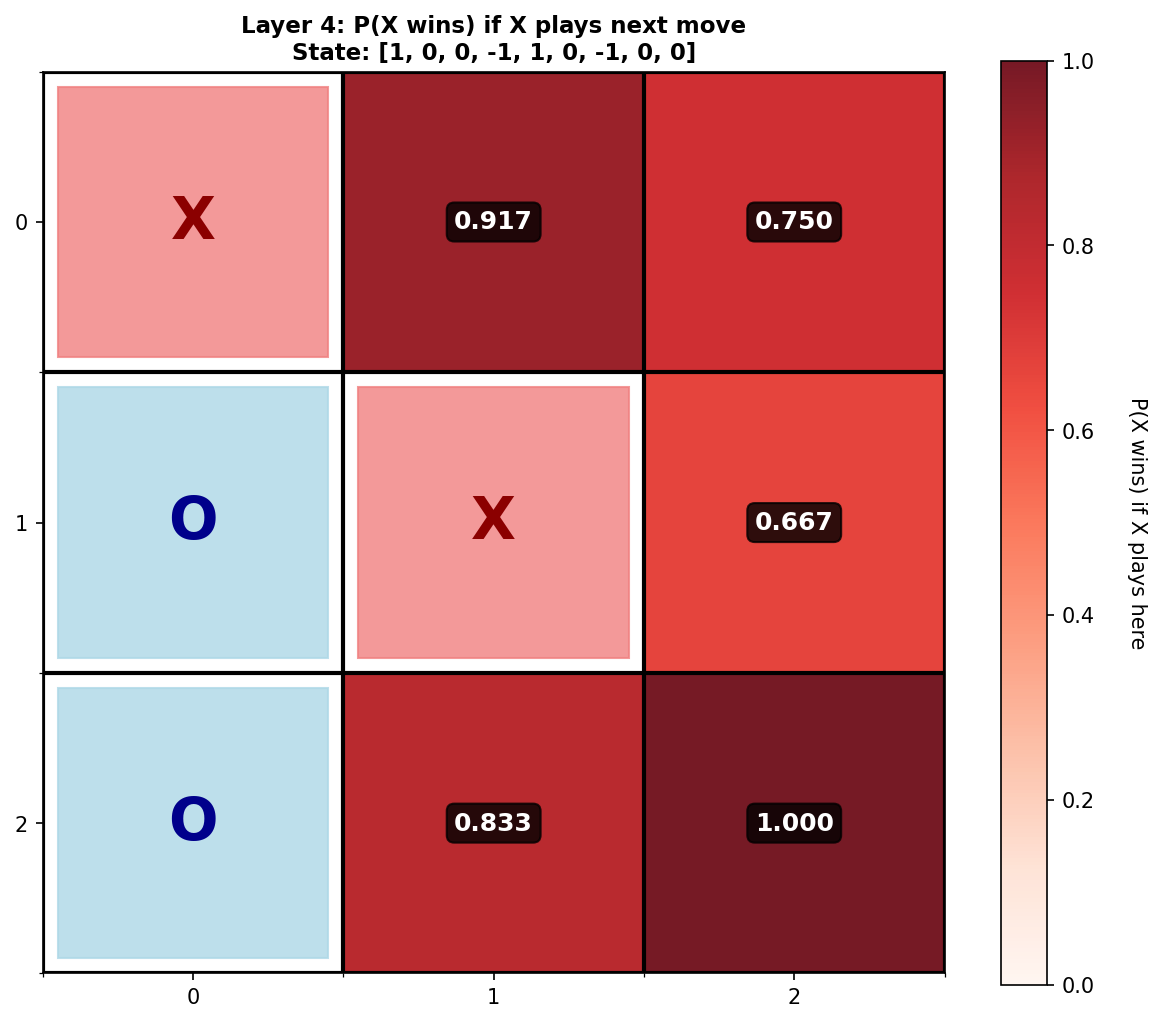 Layer 4: P(X wins) if X plays next move
State: [1, 0, 0, -1, 1, 0, -1, 0, 0]
0
X
0.917
0.750
1
O
X
0.667
2
O
0.833
1.000
0
1
2
1.0
0.8
0.6
0.4
0.2
0.0
P(X wins) if X plays here